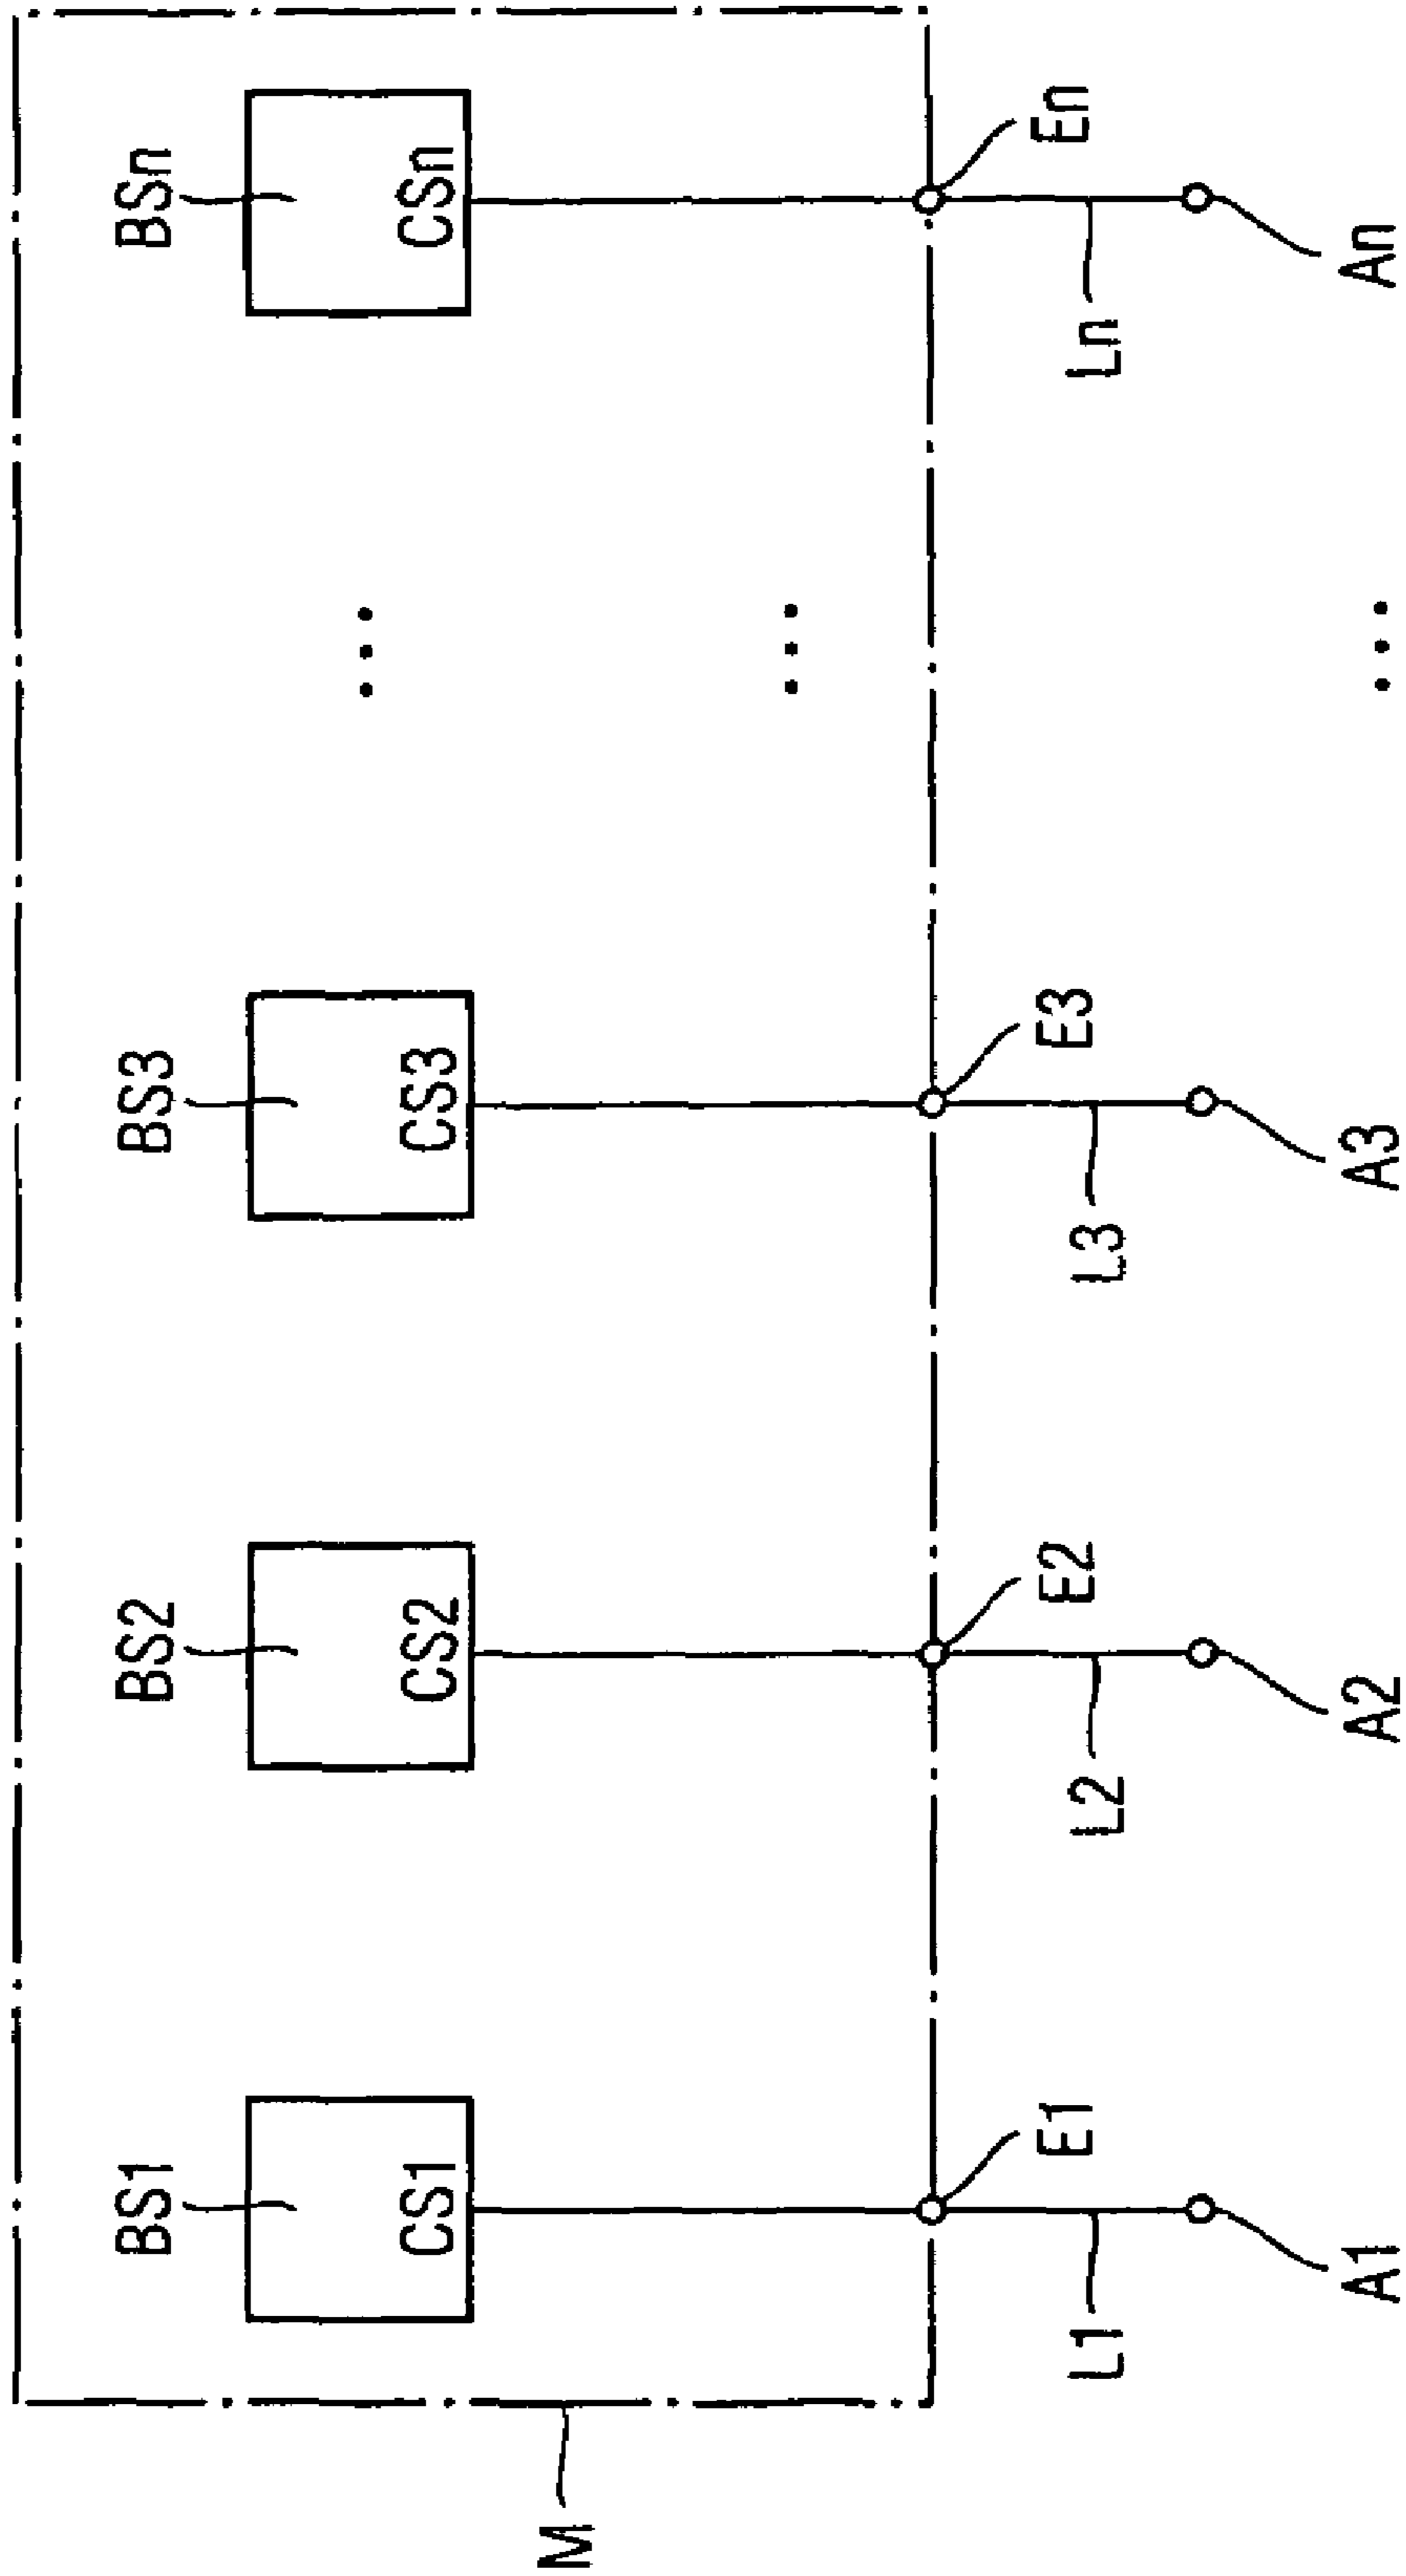 BS1 BS2 BS3 BSn
CS1 CS2 CS3 ... CSn
M
...
E1 E2 E3 En
L1 L2 L3 Ln
A1 A2 A3 ... An